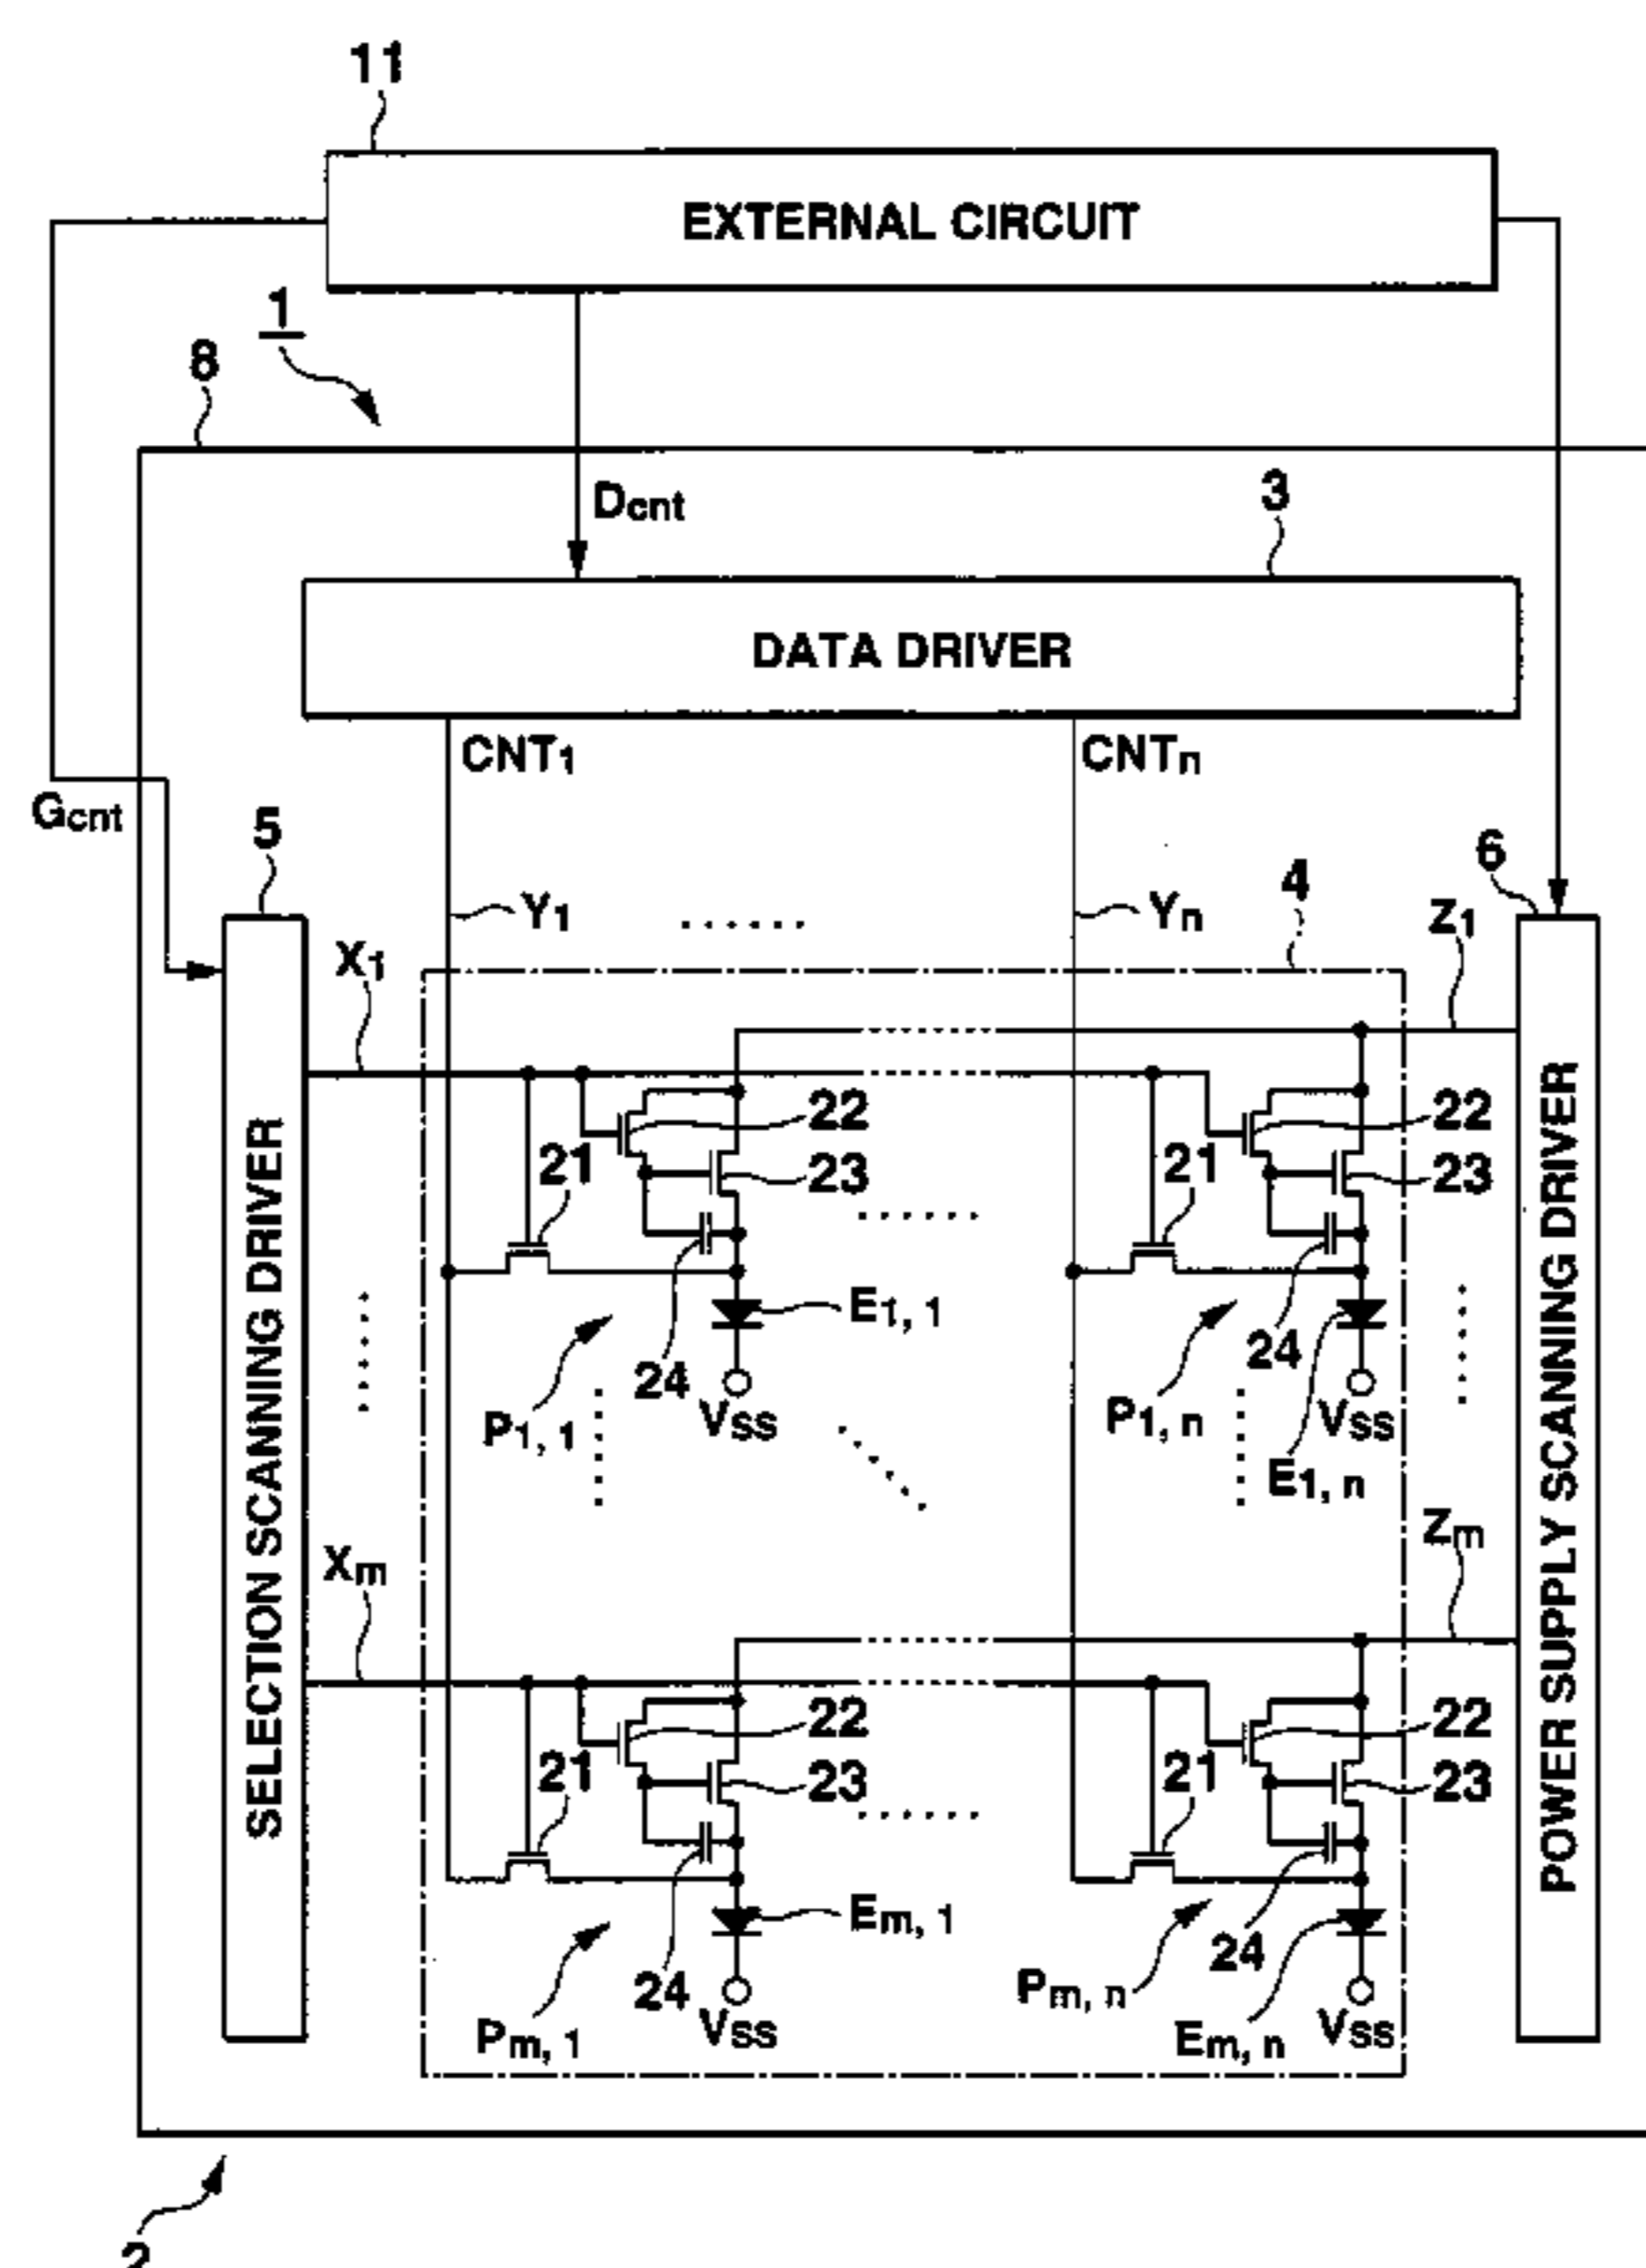 11
EXTERNAL CIRCUIT
1
8
Dcnt
3
DATA DRIVER
CNT1
CNTn
Gcnt
5
6
4
Y1
Yn
Z1
X1
22
22
21
23
21
23
E1, 1
24
24
P1, 1
VSS
P1, n
VSS
E1, n
SELECTION SCANNING DRIVER
POWER SUPPLY SCANNING DRIVER
Zm
Xm
22
22
21
23
21
23
Em, 1
24
24
Pm, n
Pm, 1
VSS
Em, n
VSS
2